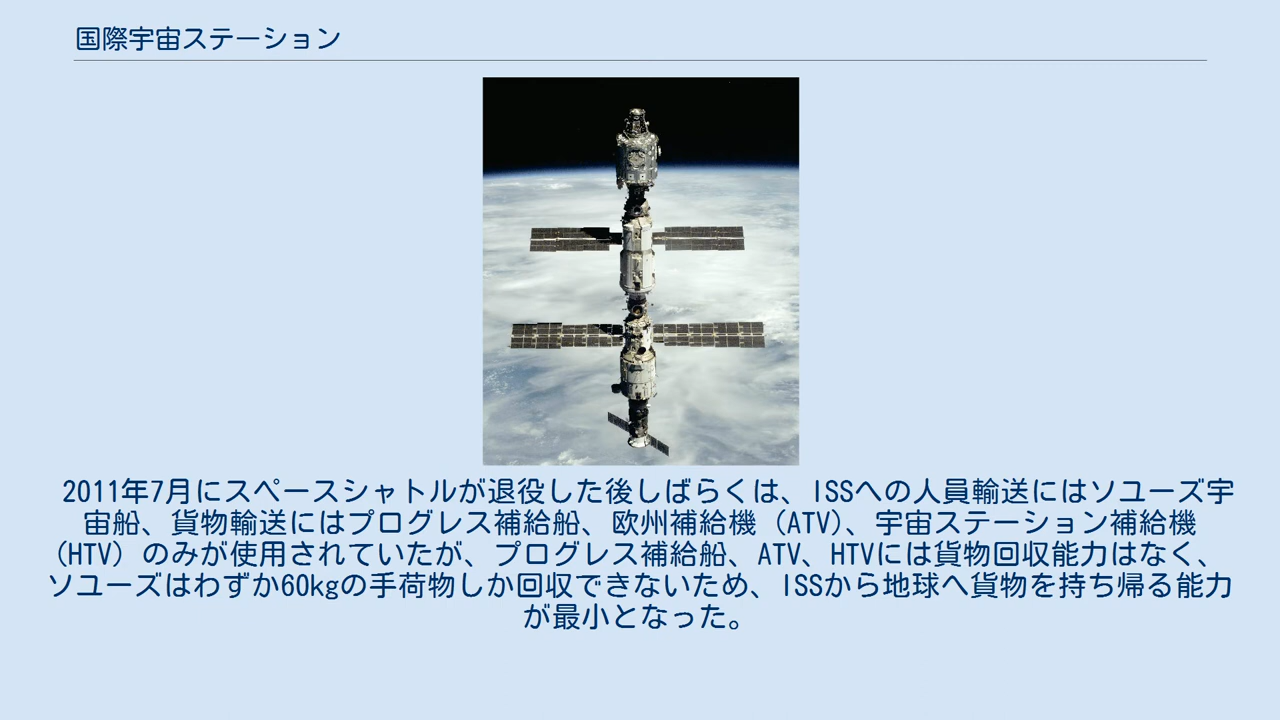 国際宇宙ステーション
2011年7月にスペースシャトルが退役した後しばらくは、ISSへの人員輸送にはソユーズ宇
宙船、貨物輸送にはプログレス補給船、欧州補給機（ATV）、宇宙ステーション補給機
（HTV）のみが使用されていたが、プログレス補給船、ATV、HTVには貨物回収能力はなく、
ソユーズはわずか60kgの手荷物しか回収できないため、ISSから地球へ貨物を持ち帰る能力
が最小となった。